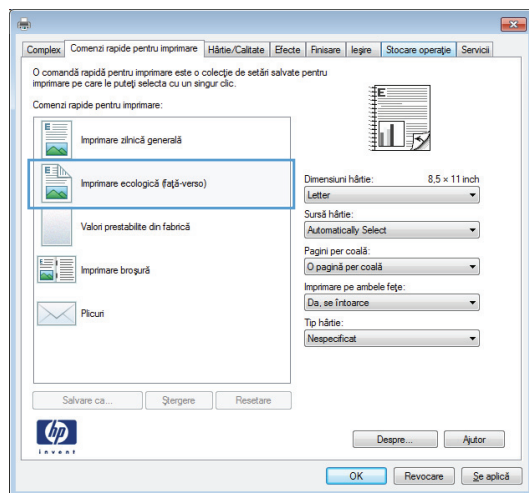 Complex
Comenzi rapide pentru imprimare
Hârtie/Calitate
Efecte
Finisare
Ieşire
Stocare operaţie
Servicii
O comandă rapidă pentru imprimare este o colecţie de setări salvate pentru
imprimare pe care le puteţi selecta cu un singur clic.
Comenzi rapide pentru imprimare:
Imprimare zilnică generală
Imprimare ecologică (faţă-verso)
Valori prestabilite din fabrică
Imprimare broşură
Plicuri
E
Dimensiuni hârtie: 8,5 × 11 inch
Letter
Sursă hârtie:
Automatically Select
Pagini per coală:
O pagină per coală
Imprimare pe ambele feţe:
Da, se întoarce
Tip hârtie:
Nespecificat
Salvare ca...
Ştergere
Resetare
hp
invent
Despre...
Ajutor
OK
Revocare
Se aplică